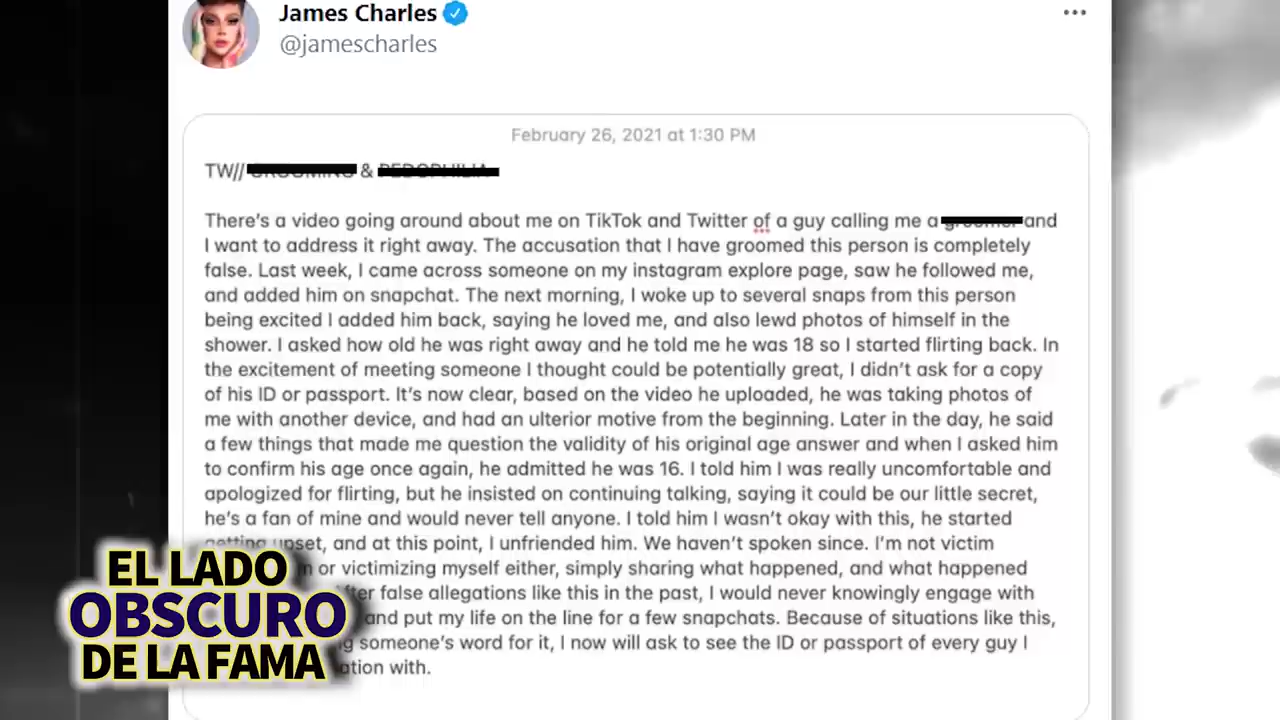 James Charles
@jamescharles
February 26, 2021 at 1:30 PM
TW// &
There's a video going around about me on TikTok and Twitter of a guy calling me a and
I want to address it right away. The accusation that I have groomed this person is completely
false. Last week, I came across someone on my instagram explore page, saw he followed me,
and added him on snapchat. The next morning, I woke up to several snaps from this person
being excited I added him back, saying he loved me, and also lewd photos of himself in the
shower. I asked how old he was right away and he told me he was 18 so I started flirting back. In
the excitement of meeting someone I thought could be potentially great, I didn't ask for a copy
of his ID or passport. It's now clear, based on the video he uploaded, he was taking photos of
me with another device, and had an ulterior motive from the beginning. Later in the day, he said
a few things that made me question the validity of his original age answer and when I asked him
to confirm his age once again, he admitted he was 16. I told him I was really uncomfortable and
apologized for flirting, but he insisted on continuing talking, saying it could be our little secret,
he's a fan of mine and would never tell anyone. I told him I wasn't okay with this, he started
getting upset, and at this point, I unfriended him. We haven't spoken since. I'm not victim
or victimizing myself either, simply sharing what happened, and what happened
false allegations like this in the past, I would never knowingly engage with
and put my life on the line for a few snapchats. Because of situations like this,
someone's word for it, I now will ask to see the ID or passport of every guy I
with.
EL LADO
OBSCURO
DE LA FAMA